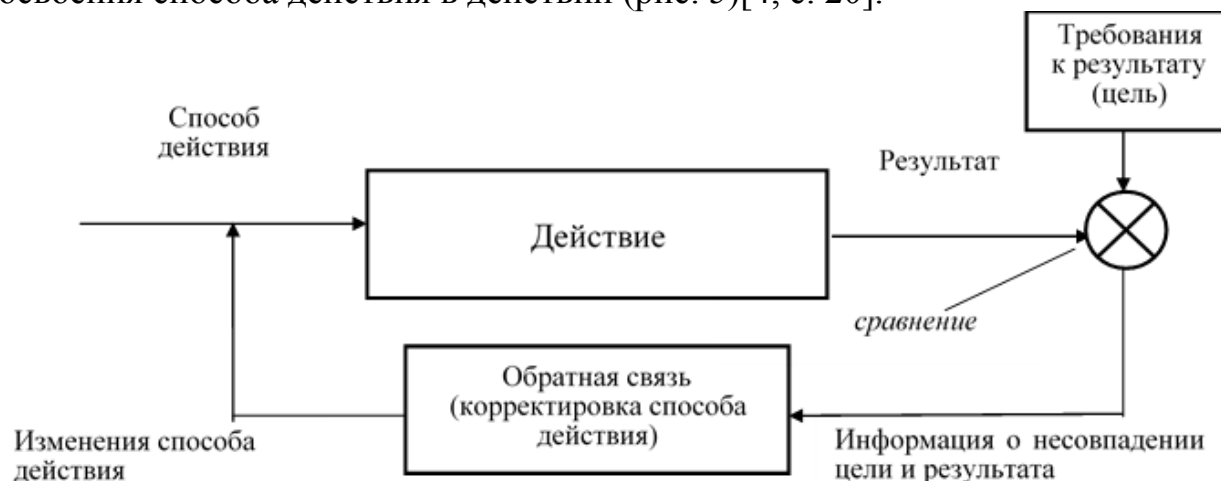 освоения способа действия в действии (рис. 3)[4, с. 20].
Требования
к результату
(цель)
Способ
действия
Результат
Действие
сравнение
Обратная связь
(корректировка способа
действия)
Изменения способа
действия
Информация о несовпадении
цели и результата